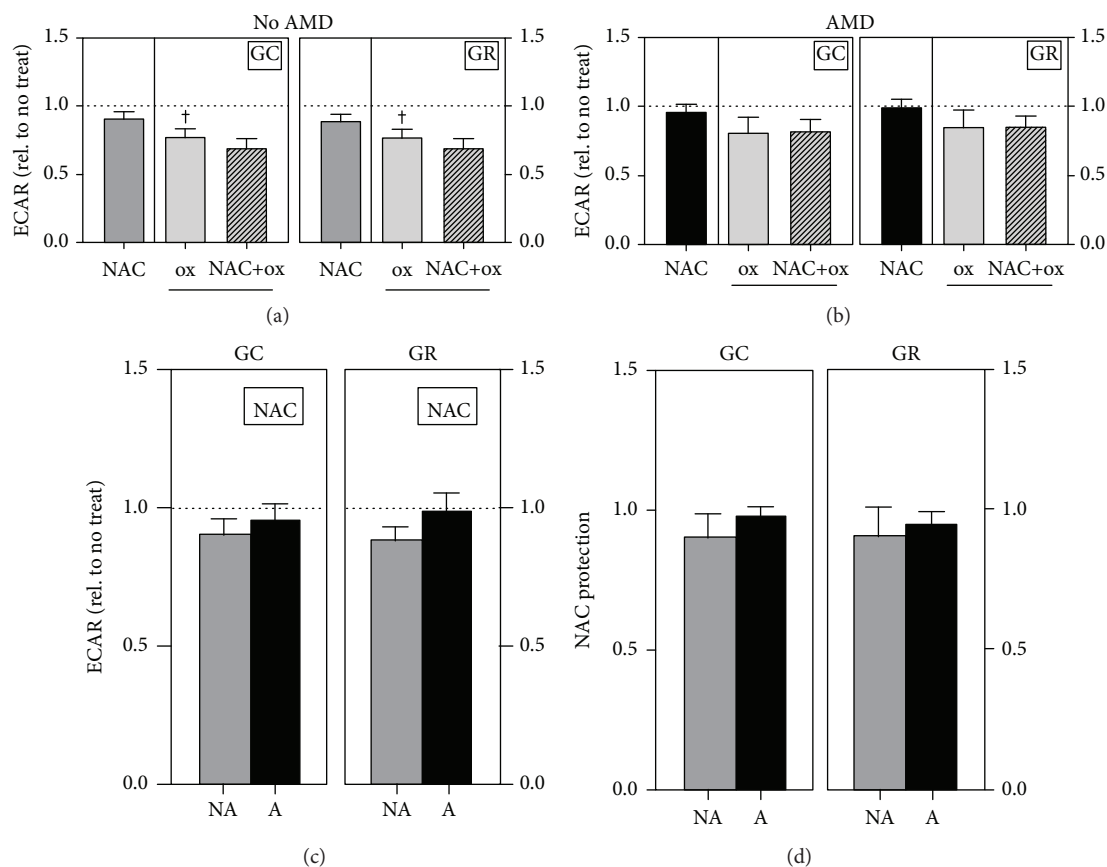 No AMD
1.5 GC GR 1.5
ECAR (rel. to no treat)
1.0 † † 1.0
0.5 0.5
0.0 0.0
NAC ox NAC+ox NAC ox NAC+ox
(a)
AMD
1.5 GC GR 1.5
ECAR (rel. to no treat)
1.0 1.0
0.5 0.5
0.0 0.0
NAC ox NAC+ox NAC ox NAC+ox
(b)
GC GR
1.5 1.5
NAC NAC
ECAR (rel. to no treat)
1.0 1.0
0.5 0.5
0.0 0.0
NA A NA A
(c)
GC GR
1.5 1.5
NAC protection
1.0 1.0
0.5 0.5
0.0 0.0
NA A NA A
(d)